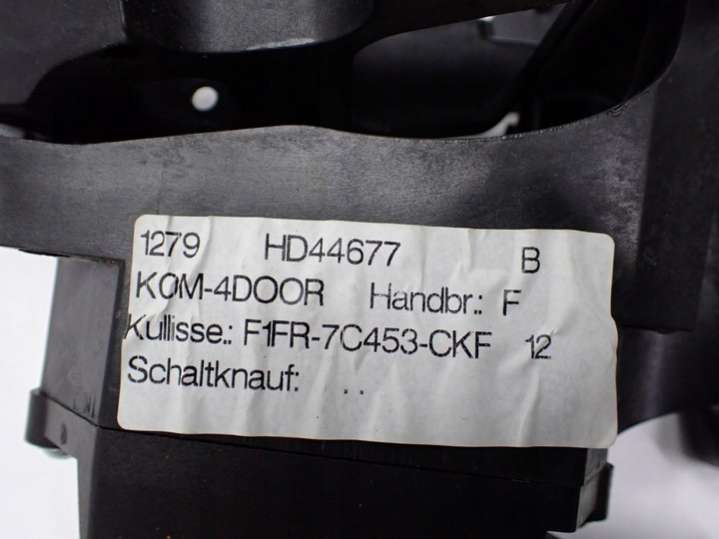 1279 HD44677 B
KOM-4DOOR Handbr.: F
Kullisse.: F1FR-7C453-CKF 12
Schaltknauf: . .